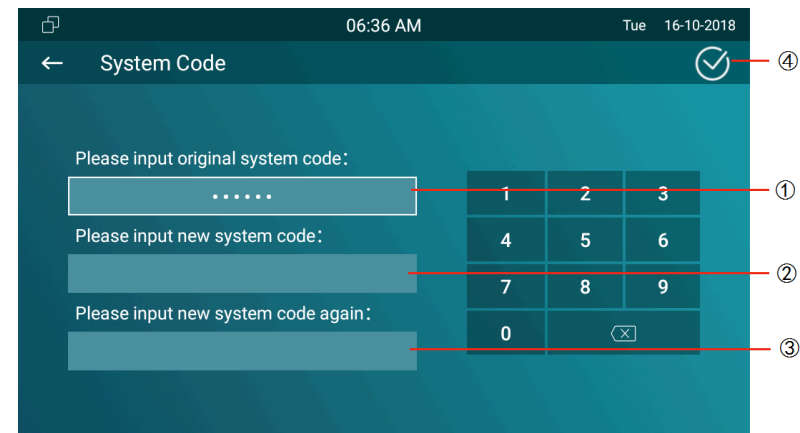 06:36 AM Tue 16-10-2018
System Code
④
Please input original system code:
······
①
1 2 3
Please input new system code:
4 5 6
②
7 8 9
Please input new system code again:
0
③